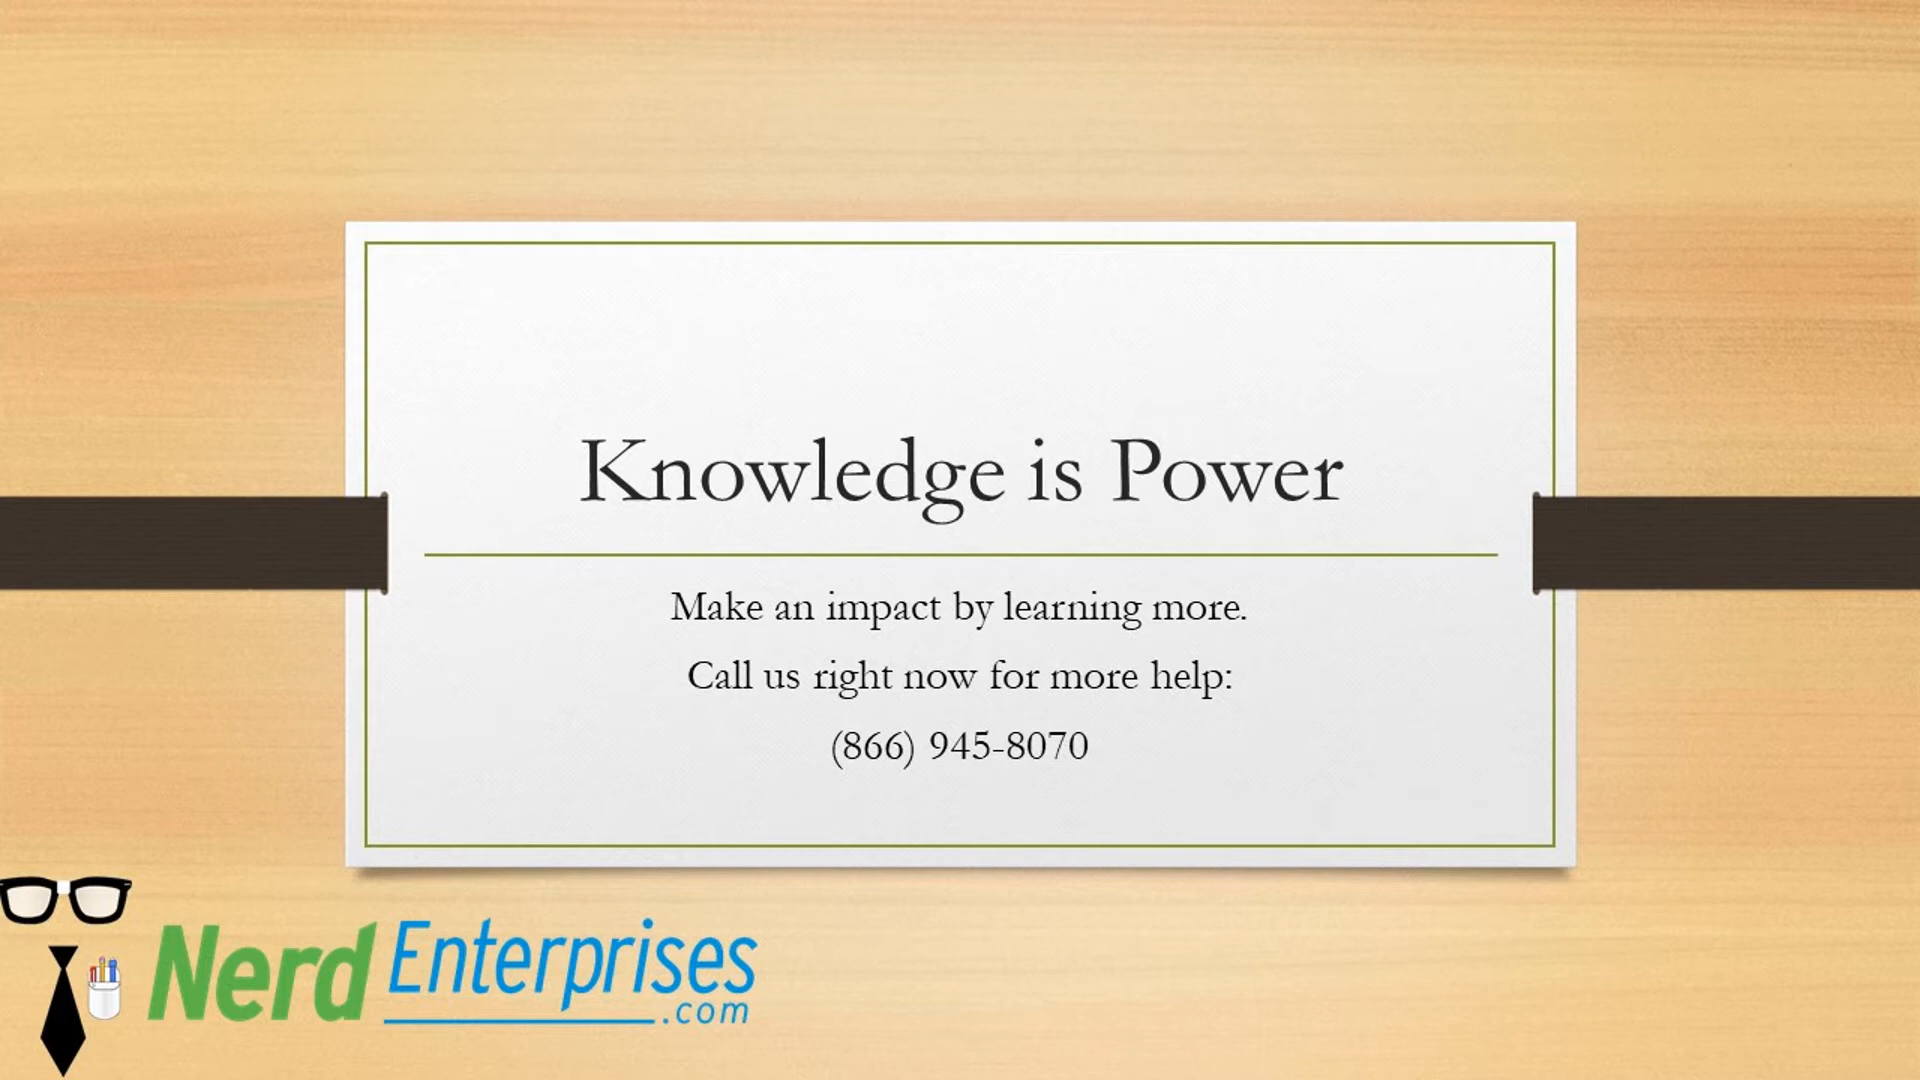 Knowledge is Power
Make an impact by learning more.
Call us right now for more help:
(866) 945-8070
Nerd Enterprises
.com